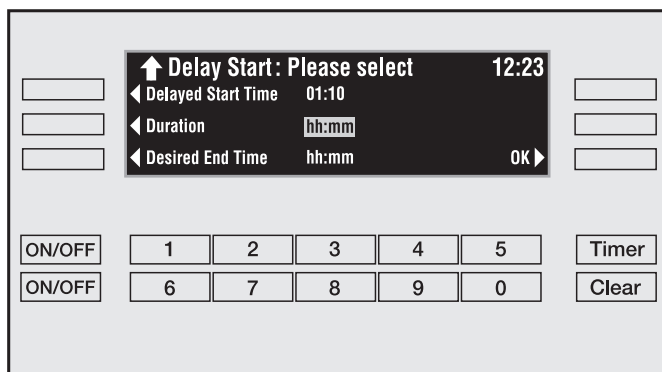 Delay Start: Please select 12:23
Delayed Start Time 01:10
Duration hh:mm
Desired End Time hh:mm OK
ON/OFF 1 2 3 4 5 Timer
ON/OFF 6 7 8 9 0 Clear